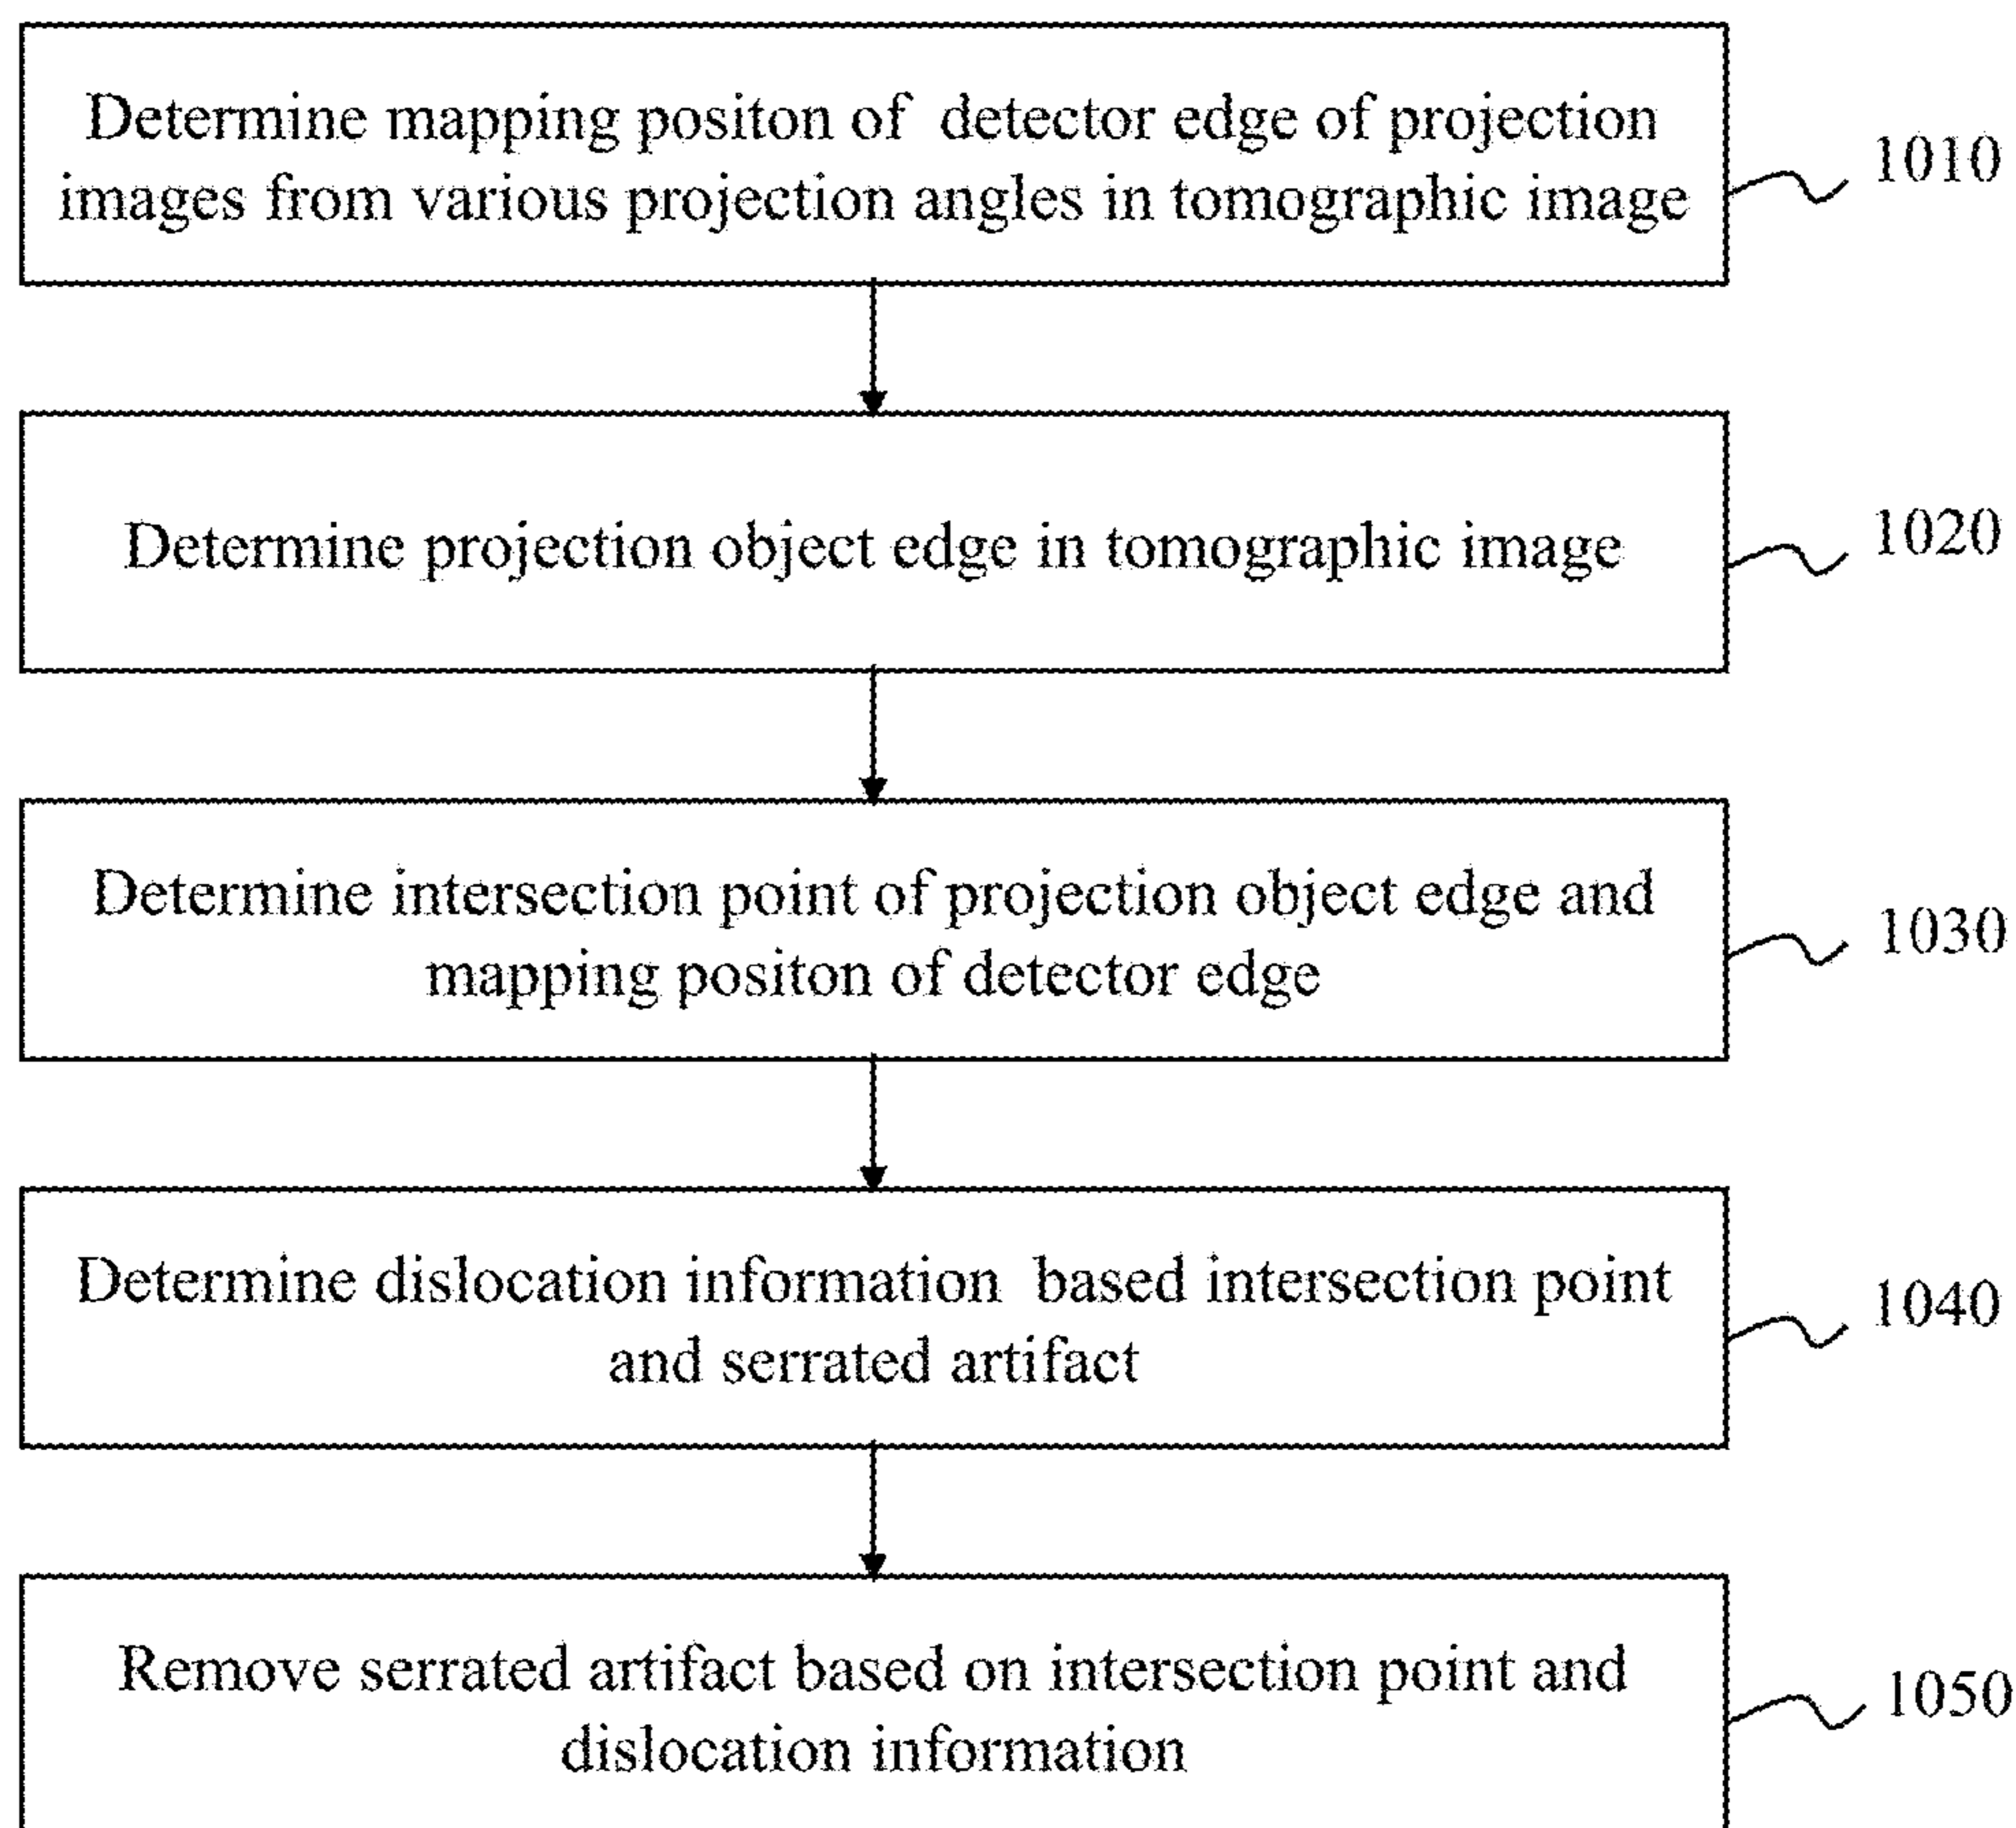 Determine mapping positon of detector edge of projection
images from various projection angles in tomographic image
1010
Determine projection object edge in tomographic image
1020
Determine intersection point of projection object edge and
mapping positon of detector edge
1030
Determine dislocation information based intersection point
and serrated artifact
1040
Remove serrated artifact based on intersection point and
dislocation information
1050